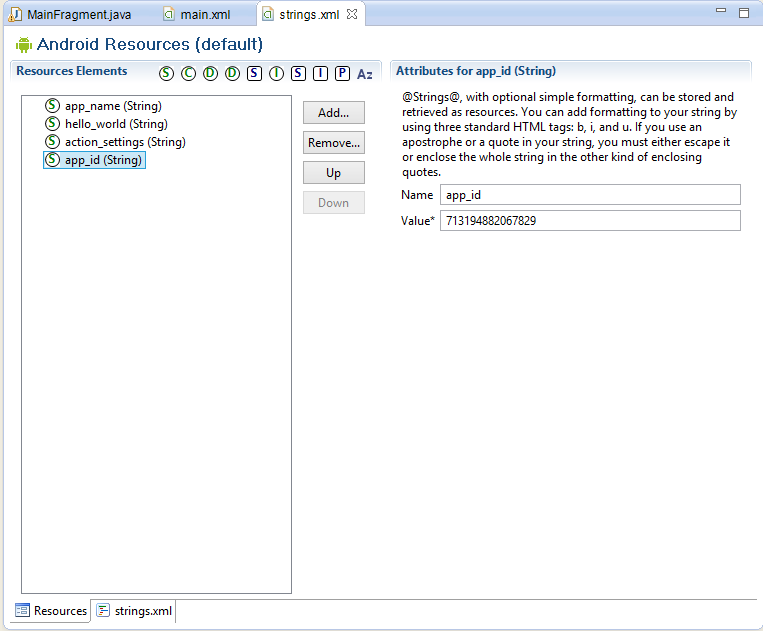 MainFragment.java main.xml strings.xml
Android Resources (default)
Resources Elements S C D D S I S I P Az
Attributes for app_id (String)
S app_name (String)
S hello_world (String)
S action_settings (String)
S app_id (String)
Add...
Remove...
Up
Down
@Strings@, with optional simple formatting, can be stored and
retrieved as resources. You can add formatting to your string by
using three standard HTML tags: b, i, and u. If you use an
apostrophe or a quote in your string, you must either escape it
or enclose the whole string in the other kind of enclosing
quotes.
Name app_id
Value* 713194882067829
Resources strings.xml